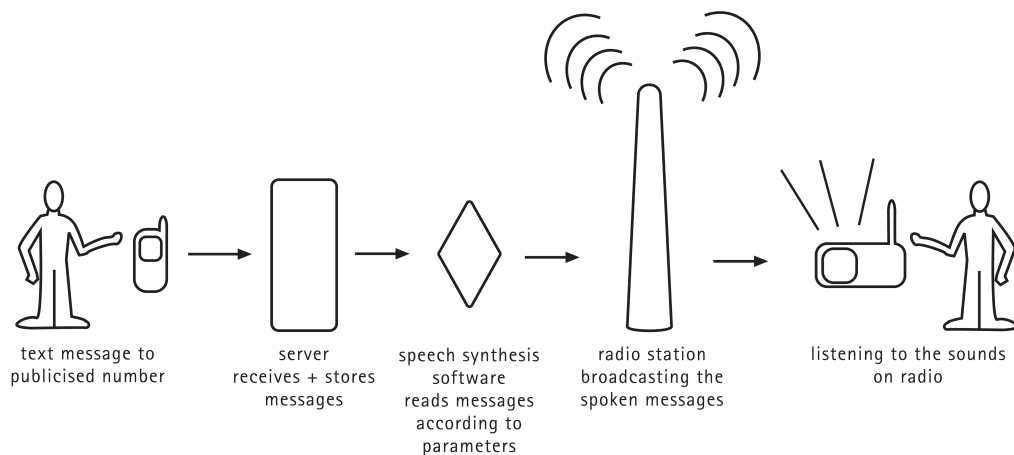 text message to
publicised number
server
receives + stores
messages
speech synthesis
software
reads messages
according to
parameters
radio station
broadcasting the
spoken messages
listening to the sounds
on radio